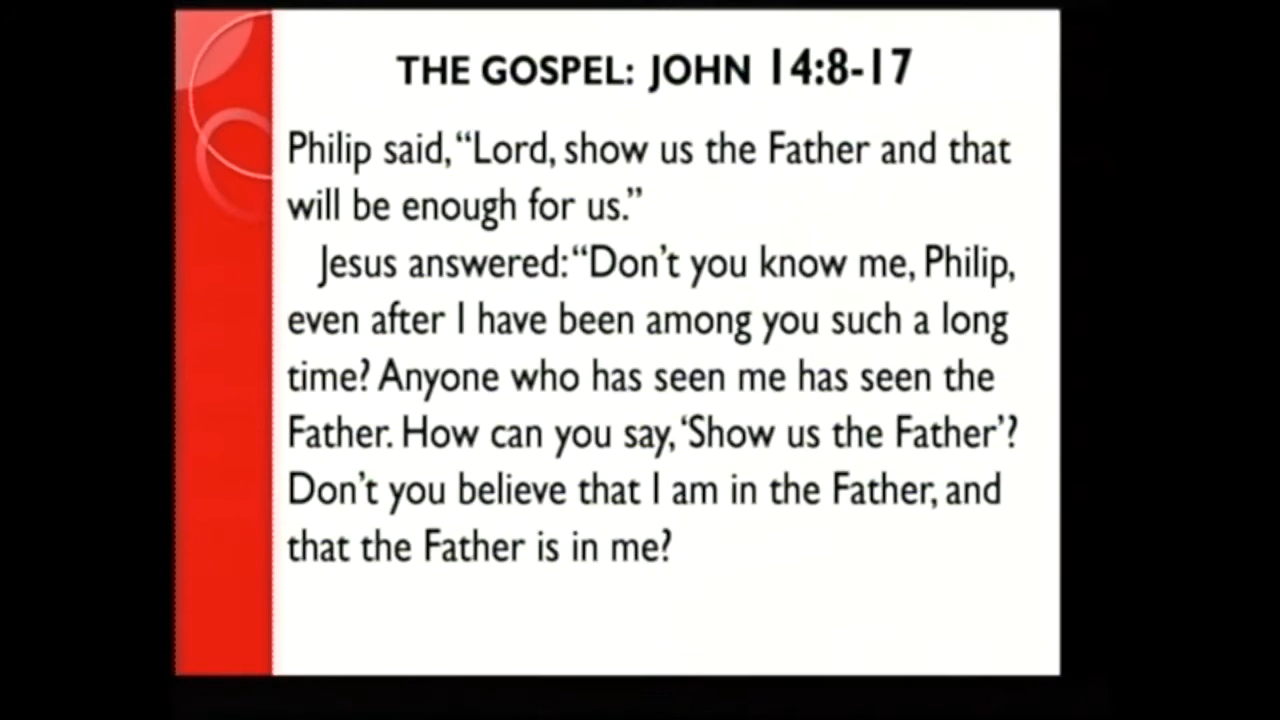 THE GOSPEL: JOHN 14:8-17
Philip said, “Lord, show us the Father and that
will be enough for us.”
Jesus answered: “Don’t you know me, Philip,
even after I have been among you such a long
time? Anyone who has seen me has seen the
Father. How can you say, ‘Show us the Father’?
Don’t you believe that I am in the Father, and
that the Father is in me?